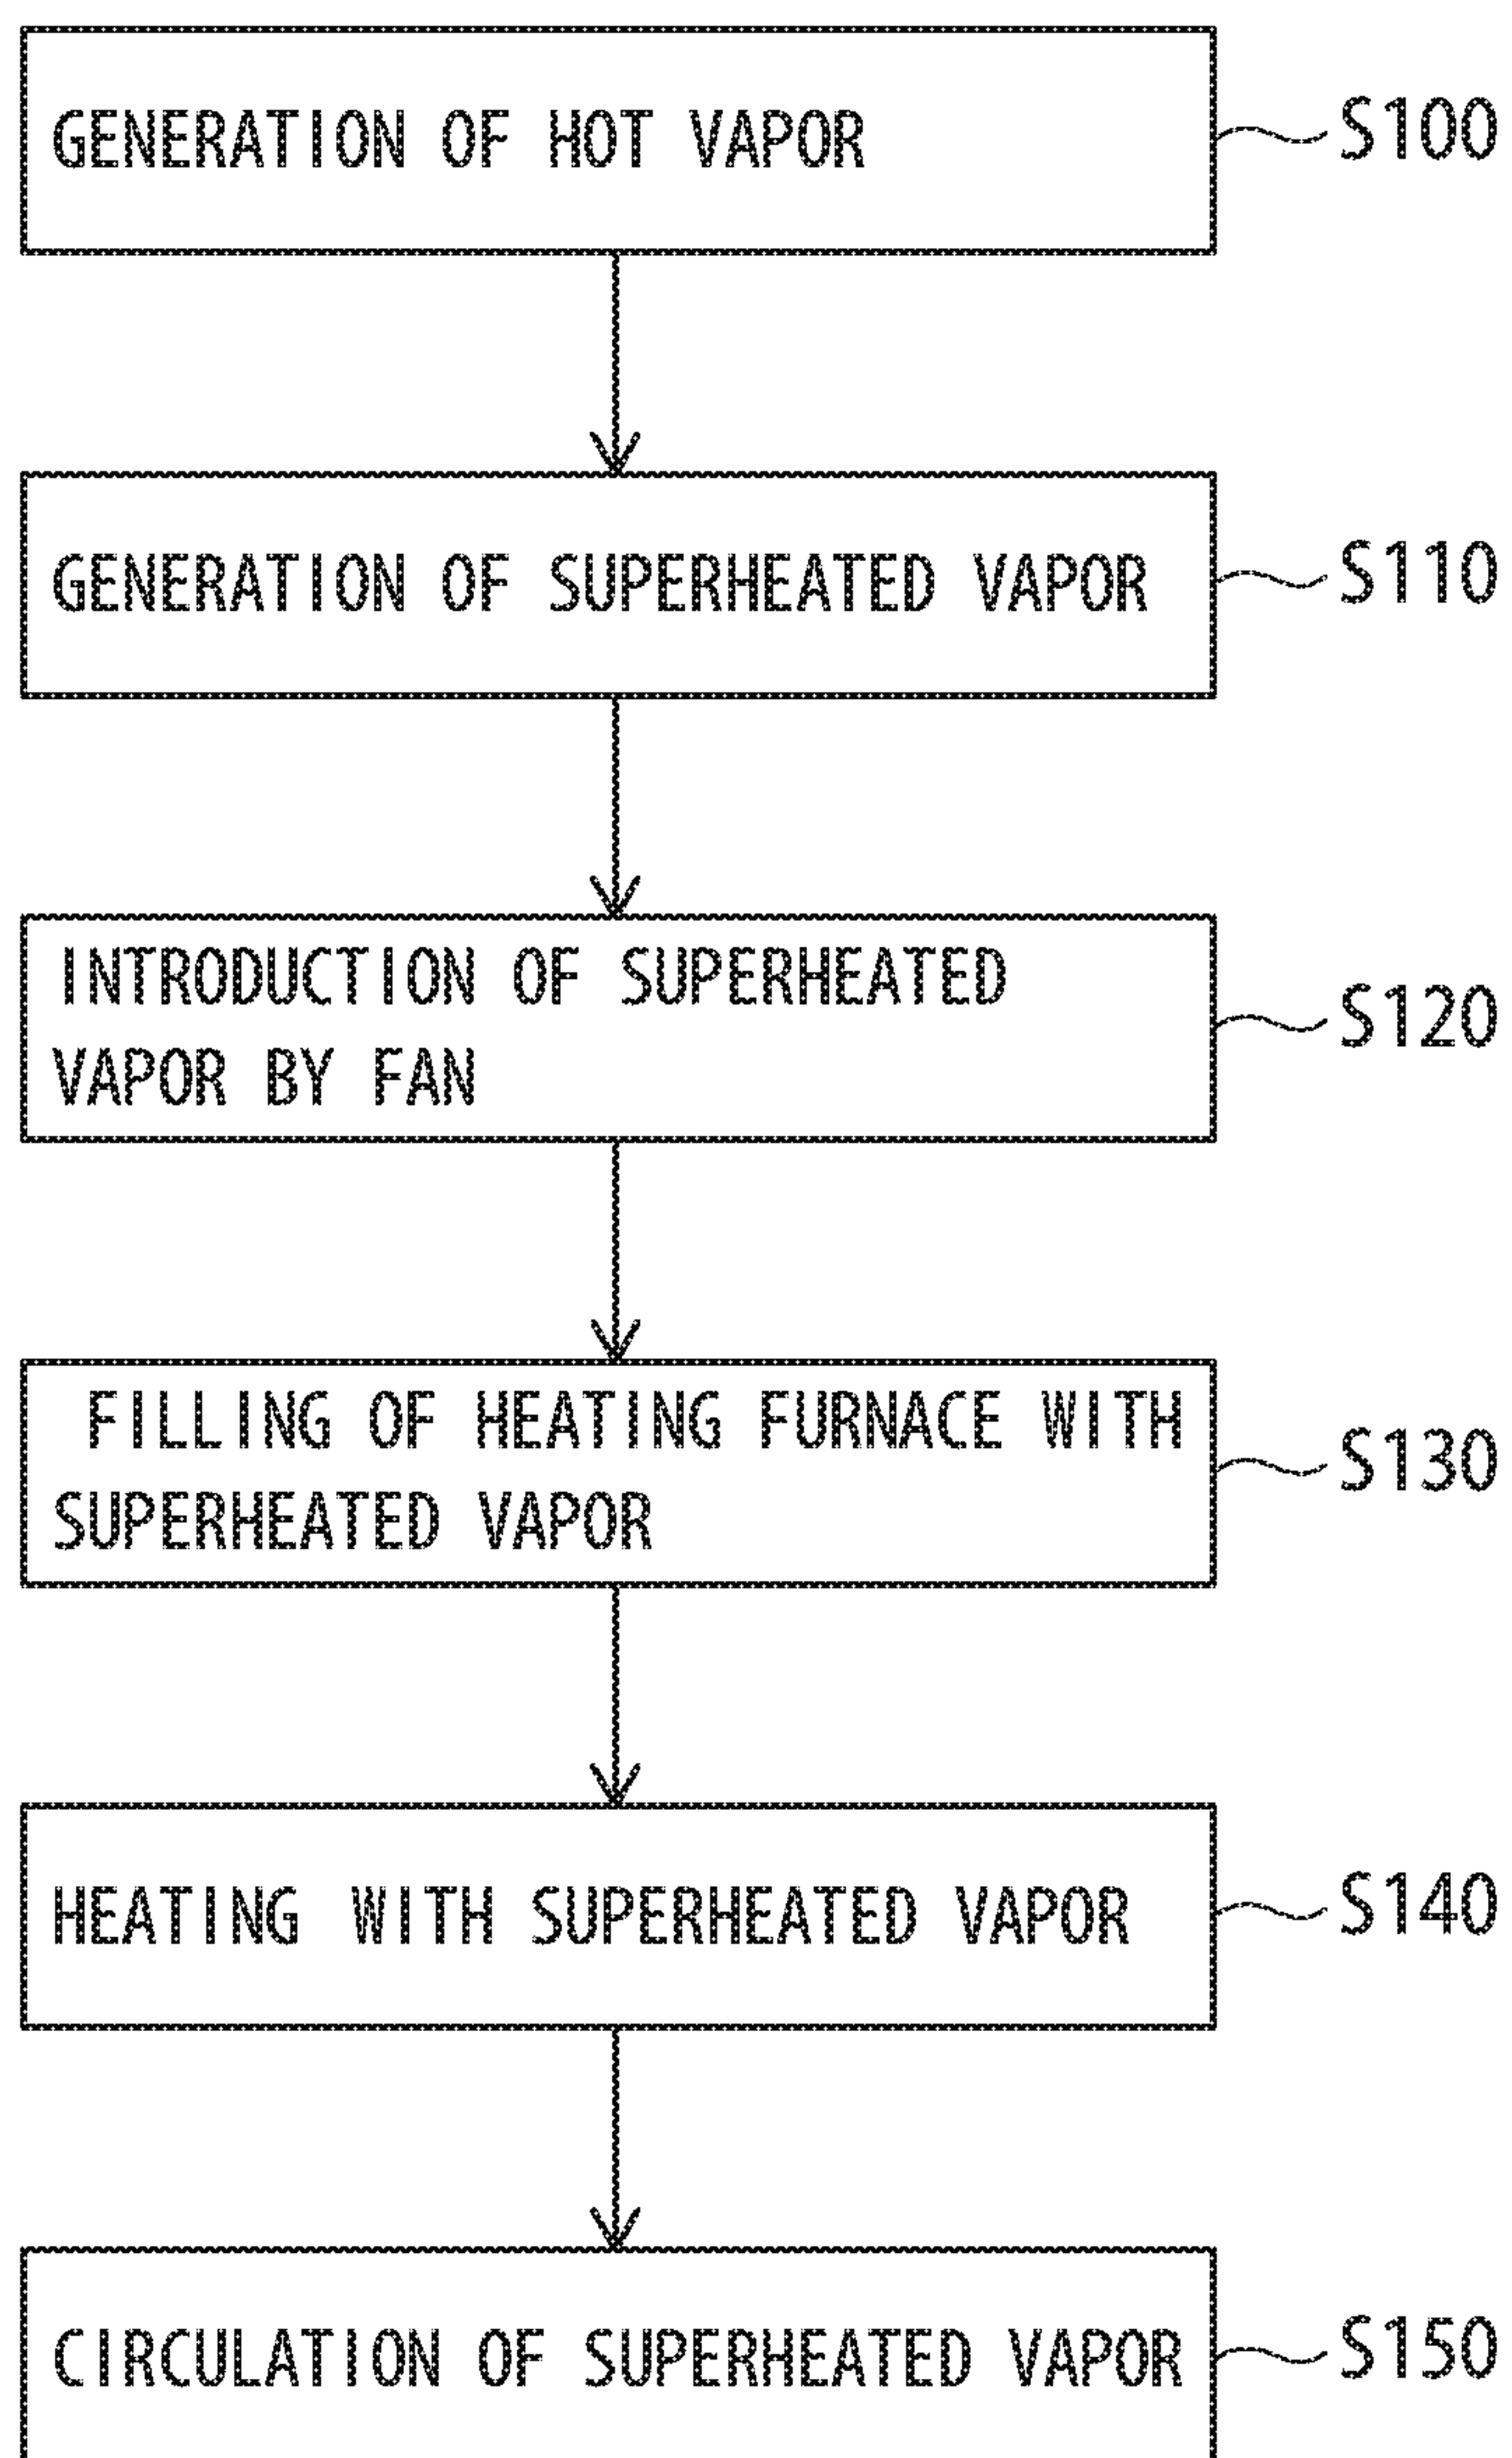 GENERATION OF HOT VAPOR
S100
GENERATION OF SUPERHEATED VAPOR
S110
INTRODUCTION OF SUPERHEATED
VAPOR BY FAN
S120
FILLING OF HEATING FURNACE WITH
SUPERHEATED VAPOR
S130
HEATING WITH SUPERHEATED VAPOR
S140
CIRCULATION OF SUPERHEATED VAPOR
S150